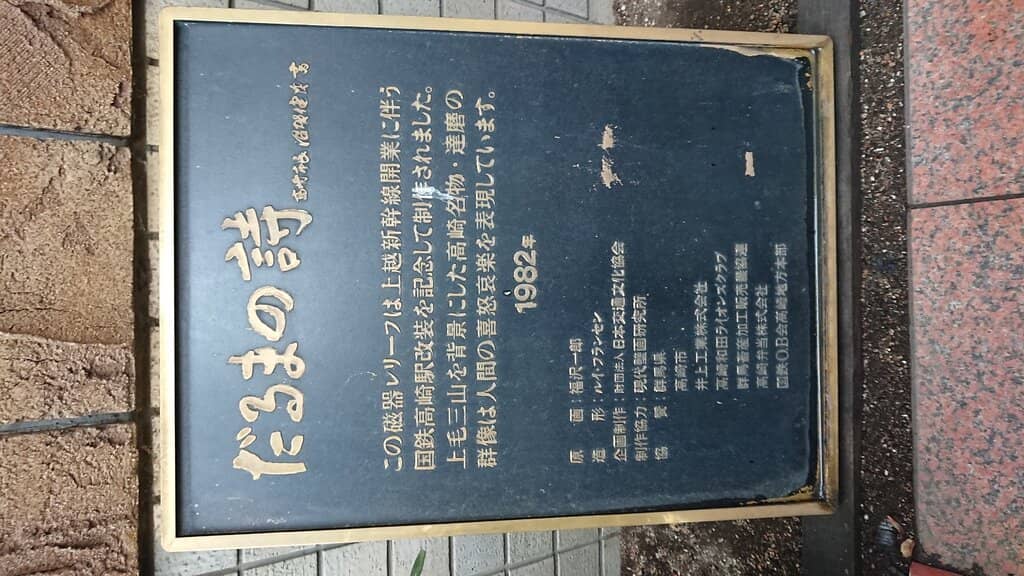 だるまの詩
この磁器レリーフは上越新幹線開業に伴う
国鉄高崎駅改装を記念して制作されました。
上毛三山を背景にした高崎名物・達磨の
群像は人間の喜怒哀楽を表現しています。
1982年
原 画：福沢一郎
造 形：ルイ・フランセン
企画制作：財団法人日本交通文化協会
制作協力：現代壁画研究所
協 賛：群馬県
高崎市
井上工業株式会社
高崎和田ライオンズクラブ
群馬畜産加工販売農協連
高崎弁当株式会社
国鉄OB会高崎地方本部